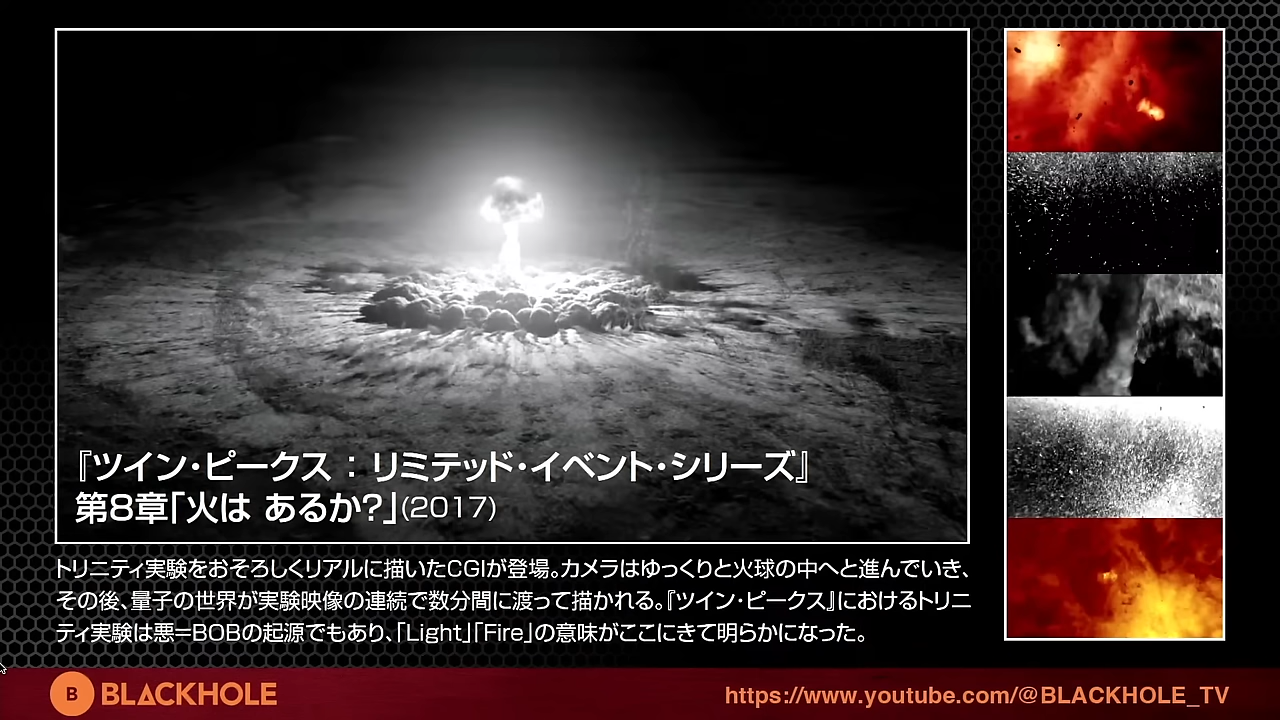 『ツイン・ピークス：リミテッド・イベント・シリーズ』
第8章「火は あるか?」(2017)
トリニティ実験をおそろしくリアルに描いたCGIが登場。カメラはゆっくりと火球の中へと進んでいき、
その後、量子の世界が実験映像の連続で数分間に渡って描かれる。『ツイン・ピークス』におけるトリニ
ティ実験は悪=BOBの起源でもあり、「Light」「Fire」の意味がここにきて明らかになった。
B BLACKHOLE
https://www.youtube.com/@BLACKHOLE_TV